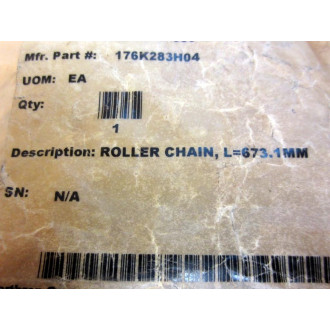 Mfr. Part #: 176K283H04
UOM: EA
Qty:
1
Description: ROLLER CHAIN, L=673.1MM
SN: N/A